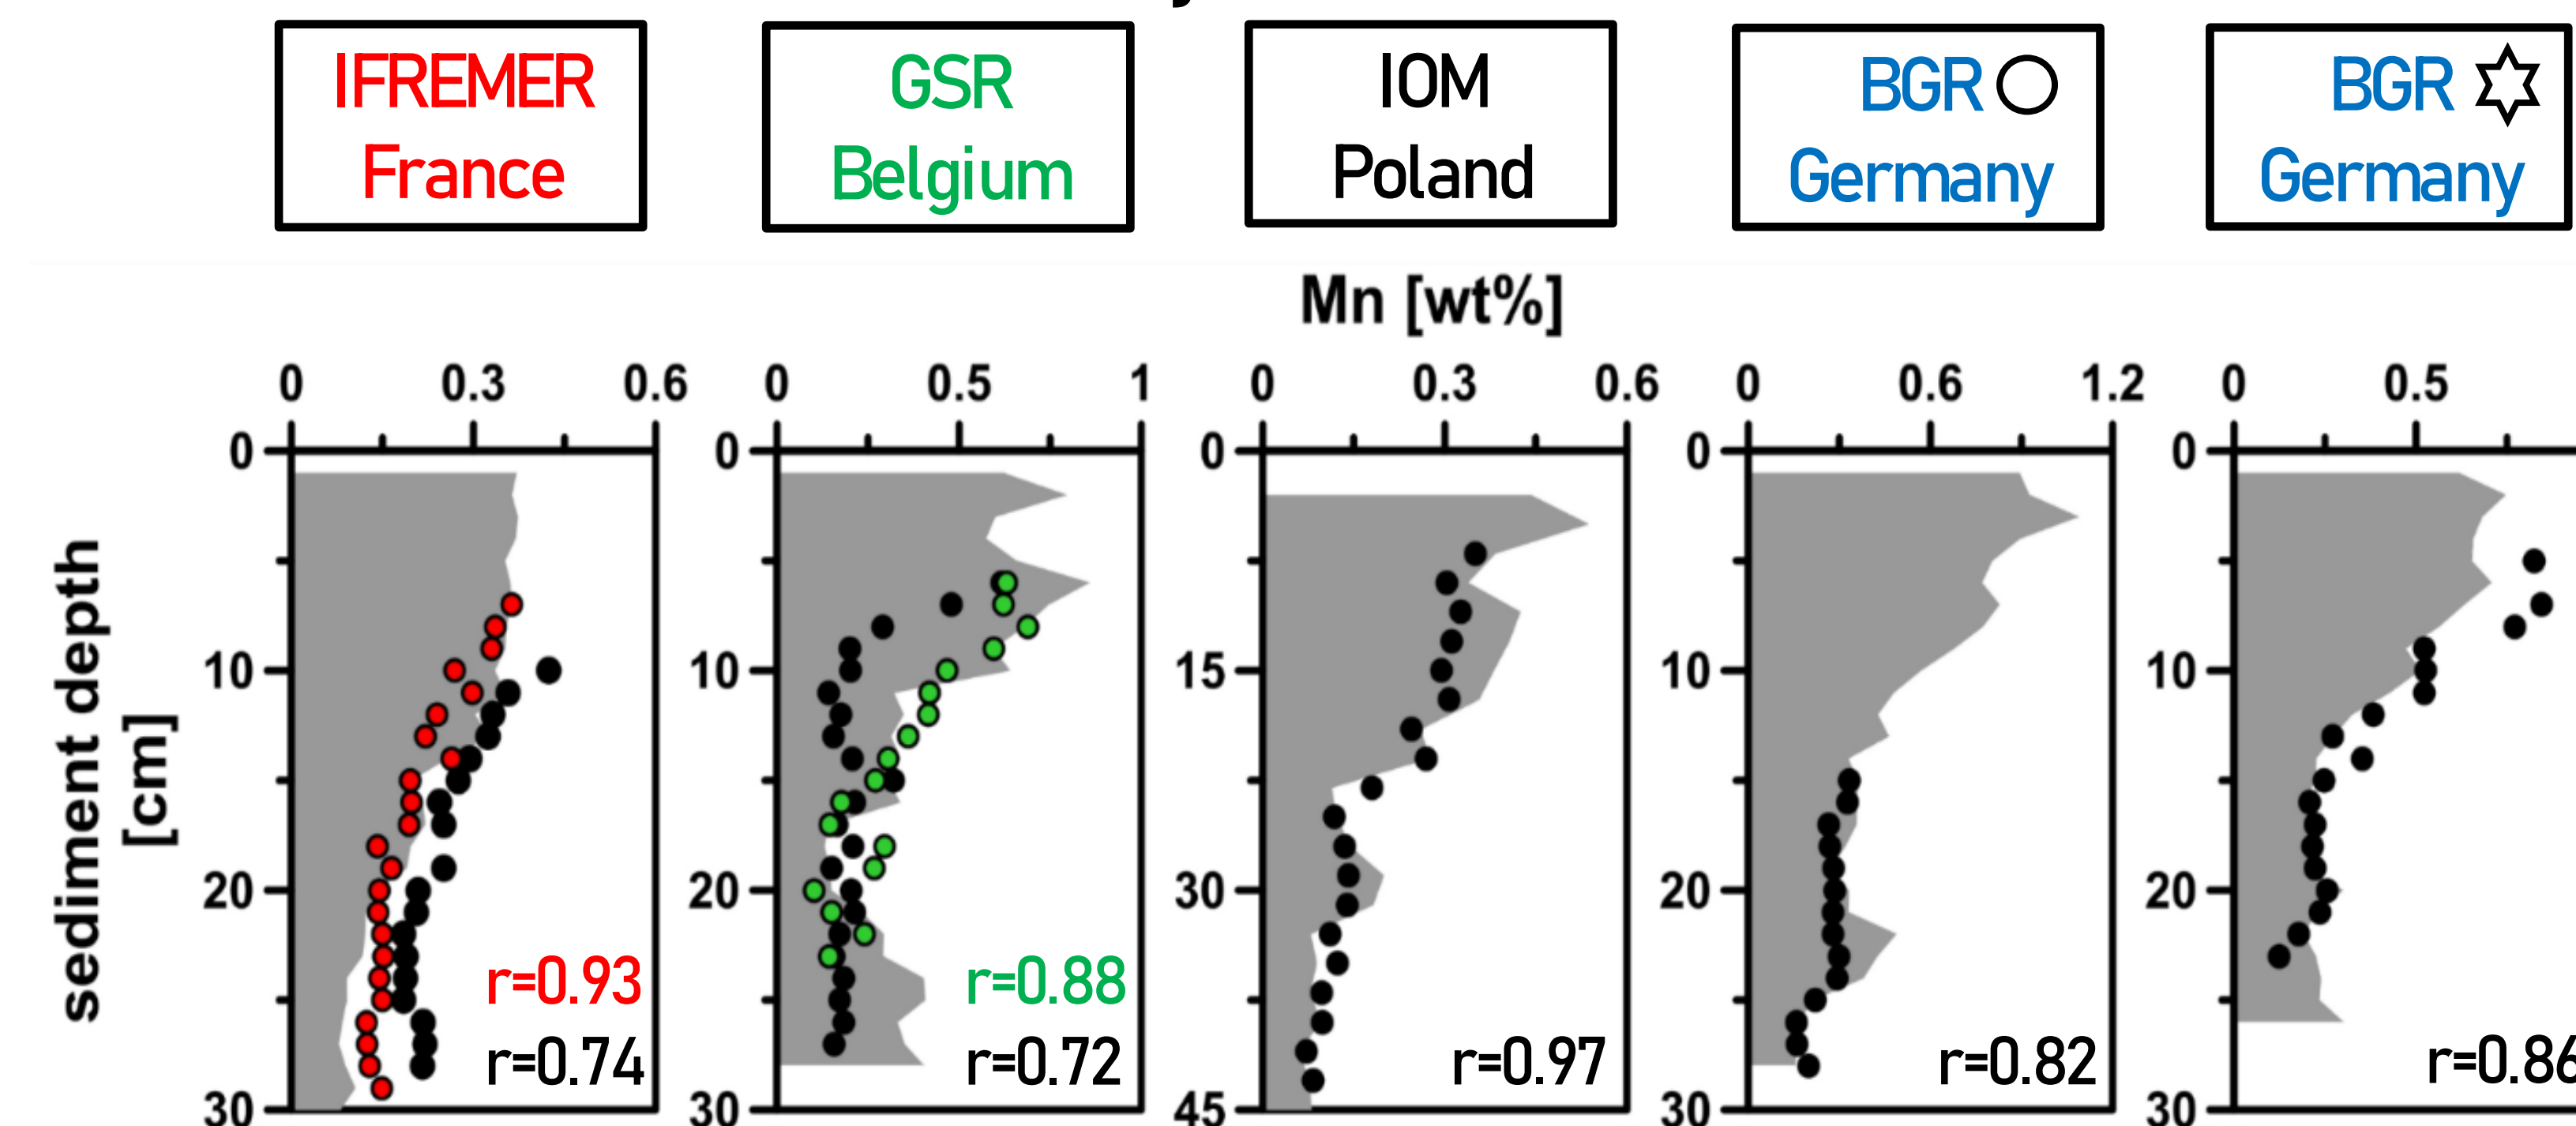 IFREMER
France
GSR
Belgium
IOM
Poland
BGR
Germany
BGR
Germany
Mn [wt%]
0 0.3 0.6 0 0.5 1 0 0.3 0.6 0 0.6 1.2 0 0.5
sediment depth
[cm]
0 0 0 0 0
10 10 15 10 10
20 20 30 20 20
30 30 45 30 30
r=0.93
r=0.74
r=0.88
r=0.72
r=0.97
r=0.82
r=0.86